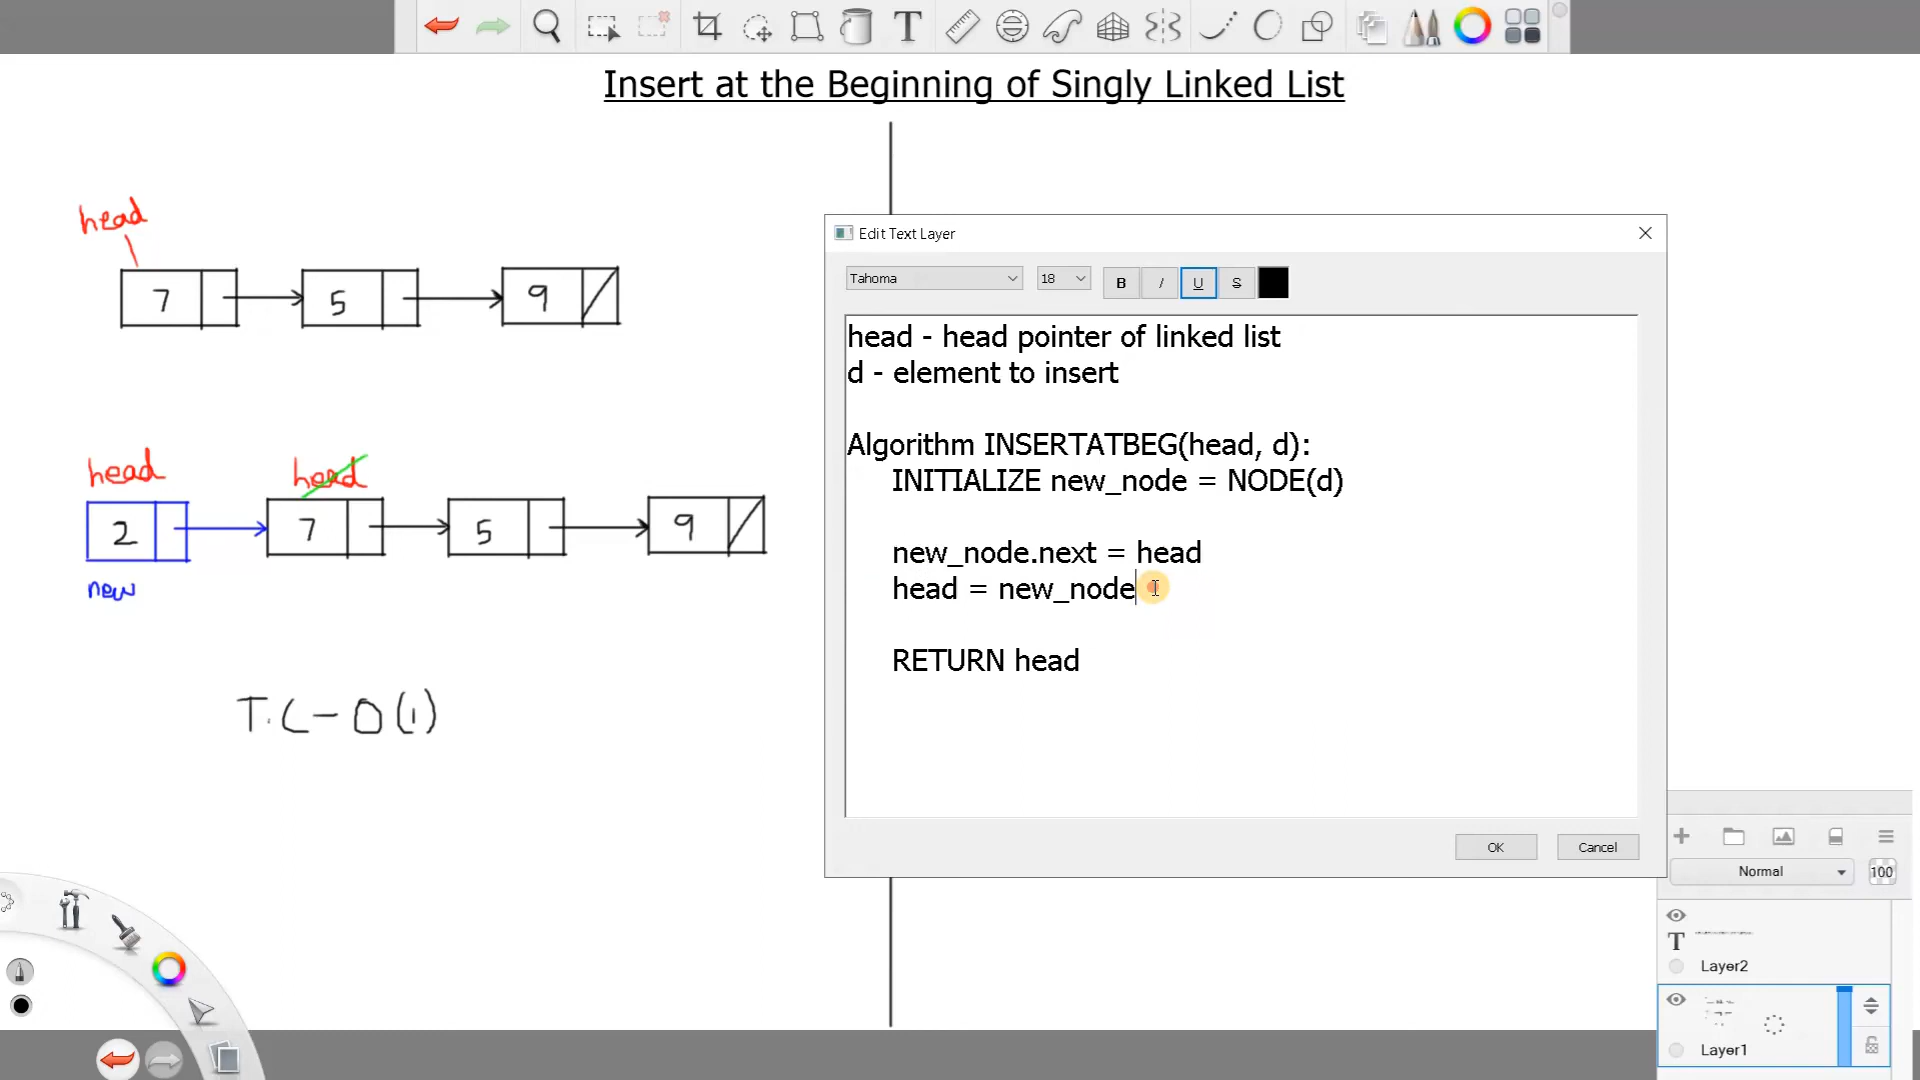 Insert at the Beginning of Singly Linked List
head
7 5 9
head head
2 7 5 9
new
T.C - O(1)
Edit Text Layer
Tahoma 18 B I U S
head - head pointer of linked list
d - element to insert
Algorithm INSERTATBEG(head, d):
INITIALIZE new_node = NODE(d)
new_node.next = head
head = new_node
RETURN head
OK Cancel
Normal 100
T
Layer2
Layer1